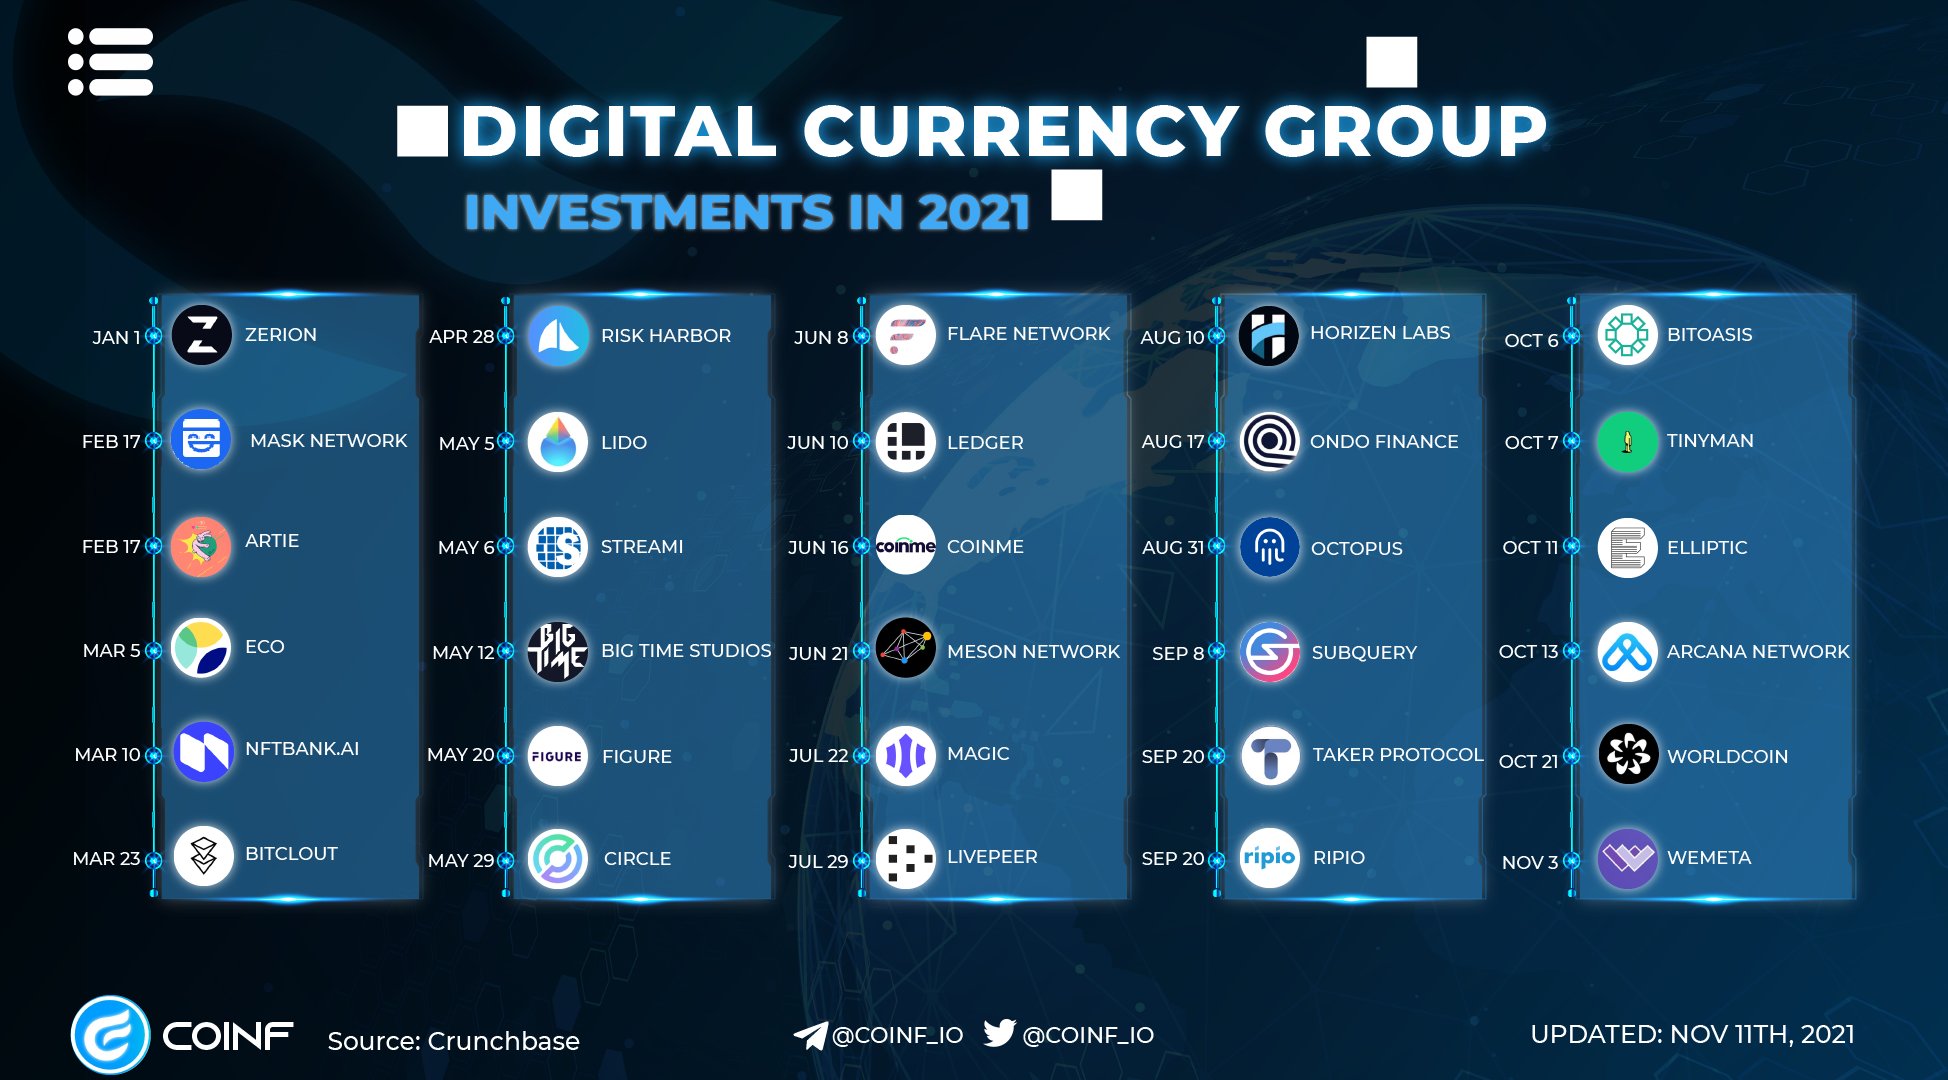 DIGITAL CURRENCY GROUP
INVESTMENTS IN 2021
JAN 1 ZERION
FEB 17 MASK NETWORK
FEB 17 ARTIE
MAR 5 ECO
MAR 10 NFTBANK.AI
MAR 23 BITCLOUT
APR 28 RISK HARBOR
MAY 5 LIDO
MAY 6 STREAMI
MAY 12 BIG TIME BIG TIME STUDIOS
MAY 20 FIGURE FIGURE
MAY 29 CIRCLE
JUN 8 FLARE NETWORK
JUN 10 LEDGER
JUN 16 coinme COINME
JUN 21 MESON NETWORK
JUL 22 MAGIC
JUL 29 LIVEPEER
AUG 10 HORIZEN LABS
AUG 17 ONDO FINANCE
AUG 31 OCTOPUS
SEP 8 SUBQUERY
SEP 20 TAKER PROTOCOL
SEP 20 ripio RIPIO
OCT 6 BITOASIS
OCT 7 TINYMAN
OCT 11 ELLIPTIC
OCT 13 ARCANA NETWORK
OCT 21 WORLDCOIN
NOV 3 WEMETA
COINF
Source: Crunchbase
@COINF_IO
@COINF_IO
UPDATED: NOV 11TH, 2021